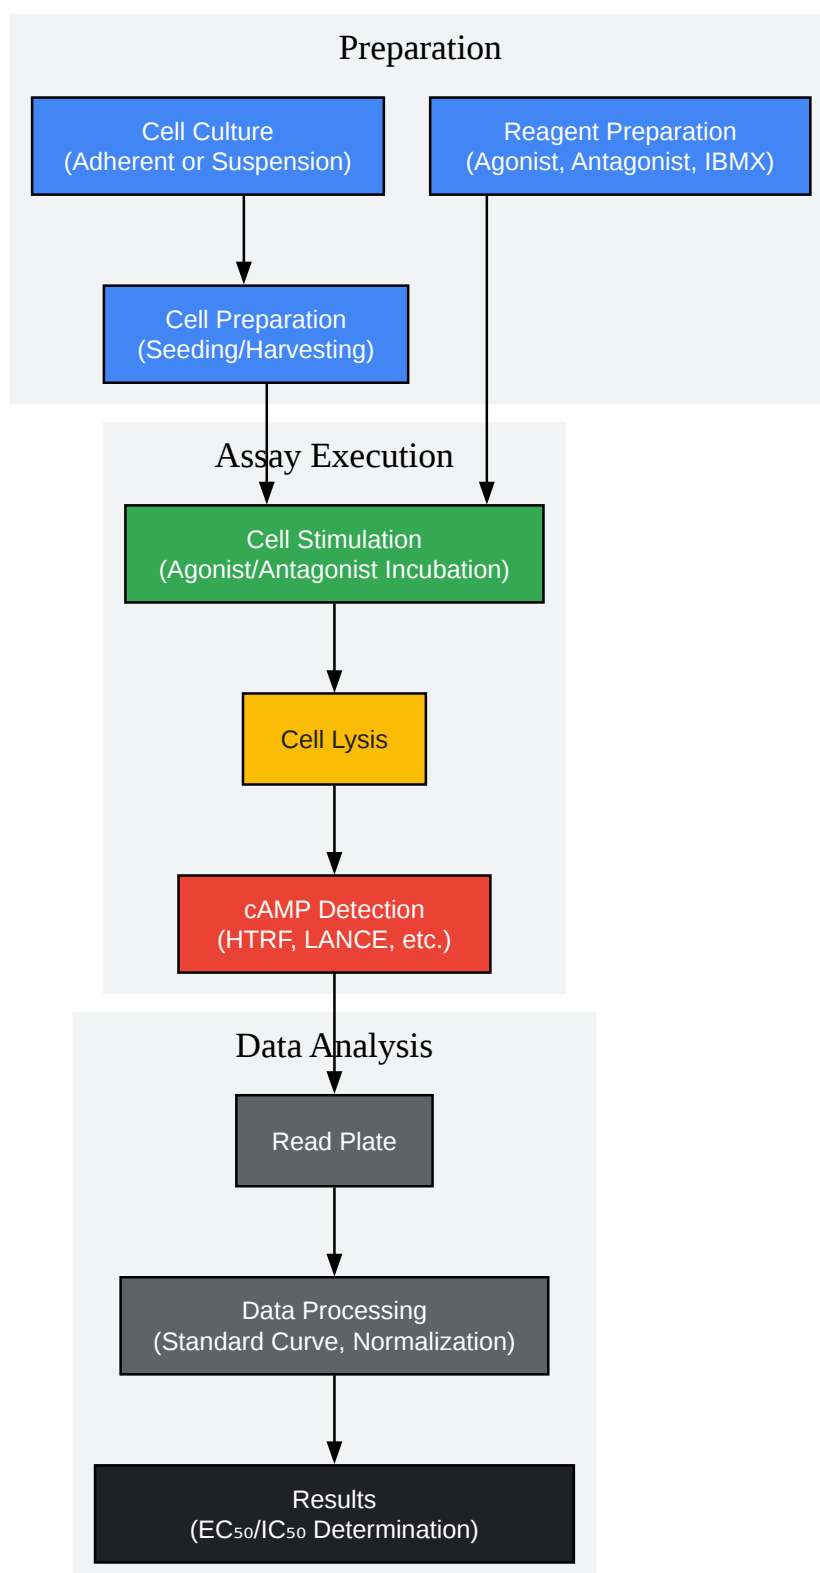 Preparation
Cell Culture
(Adherent or Suspension)
Reagent Preparation
(Agonist, Antagonist, IBMX)
Cell Preparation
(Seeding/Harvesting)
Assay Execution
Cell Stimulation
(Agonist/Antagonist Incubation)
Cell Lysis
cAMP Detection
(HTRF, LANCE, etc.)
Data Analysis
Read Plate
Data Processing
(Standard Curve, Normalization)
Results
(EC₅₀/IC₅₀ Determination)